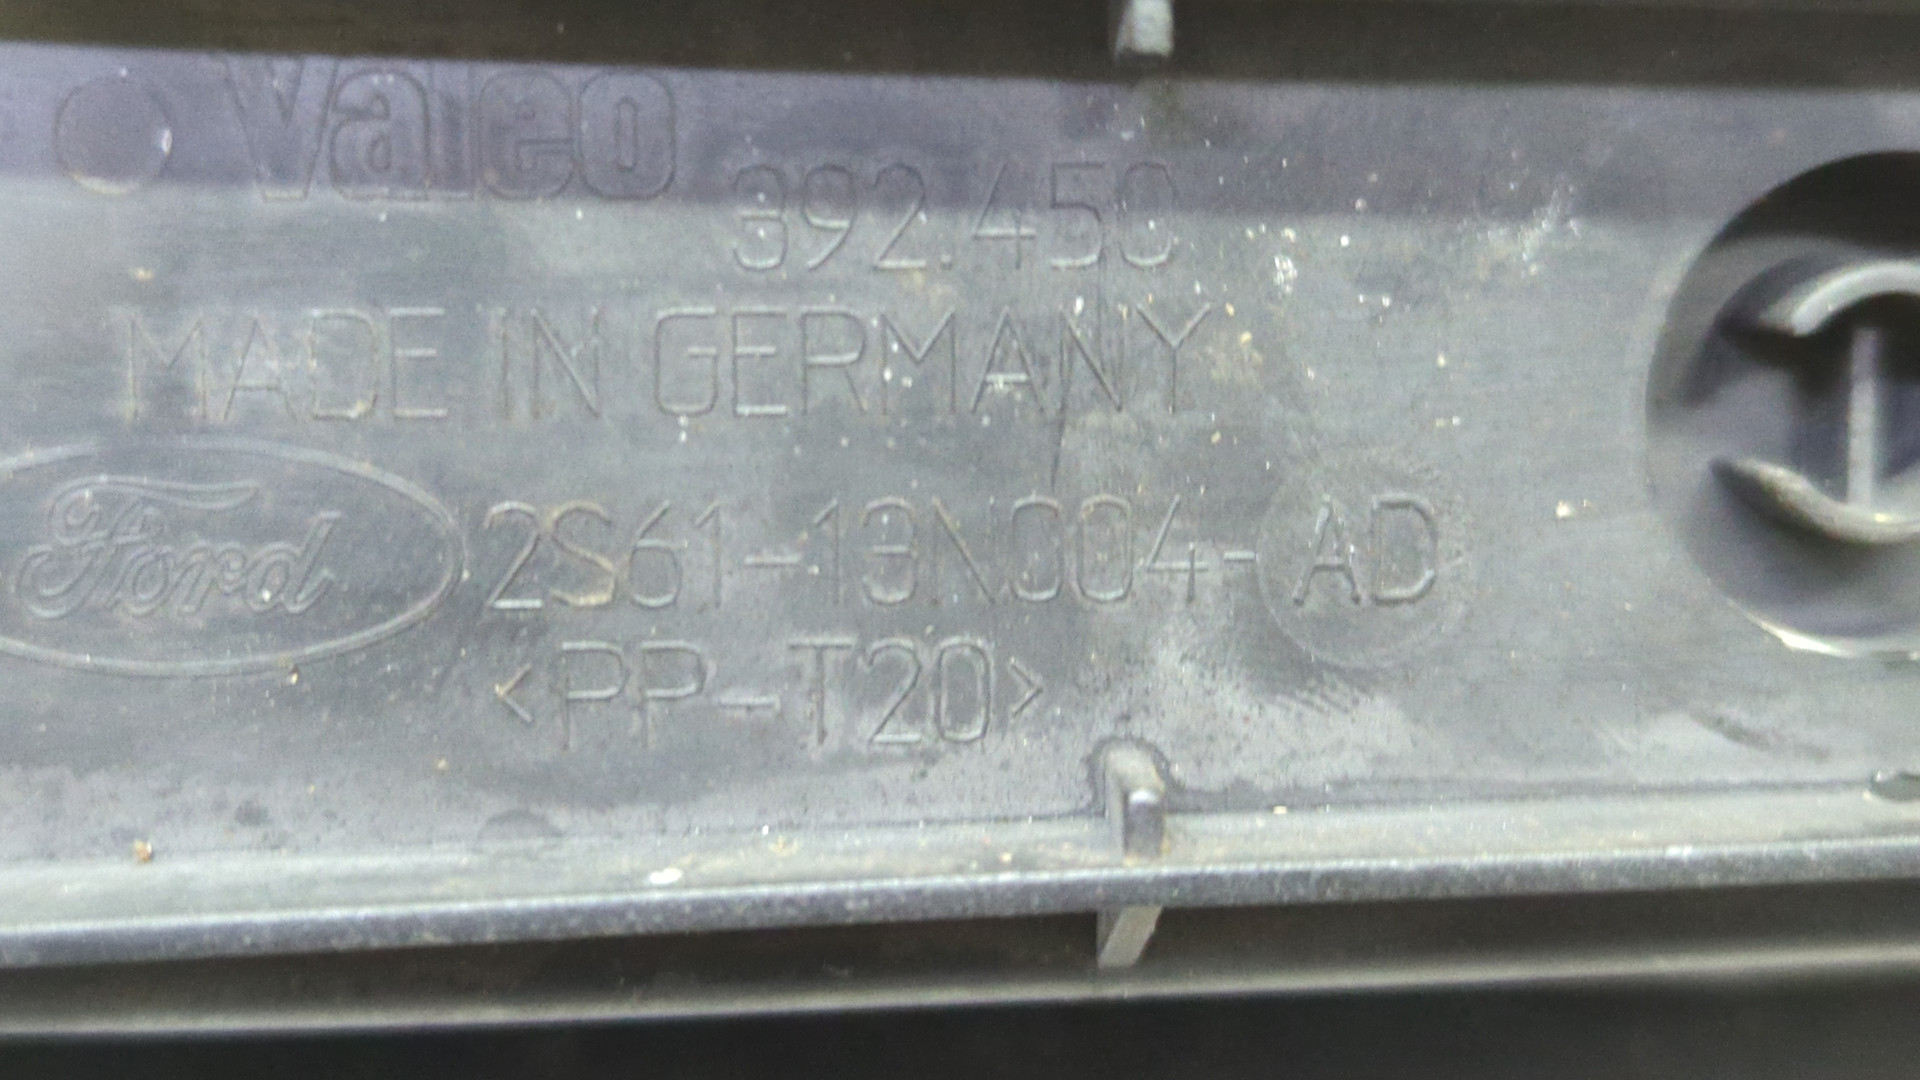 Valeo 392.450
MADE IN GERMANY
Ford 2S61-13N004-AD
<PP-T20>